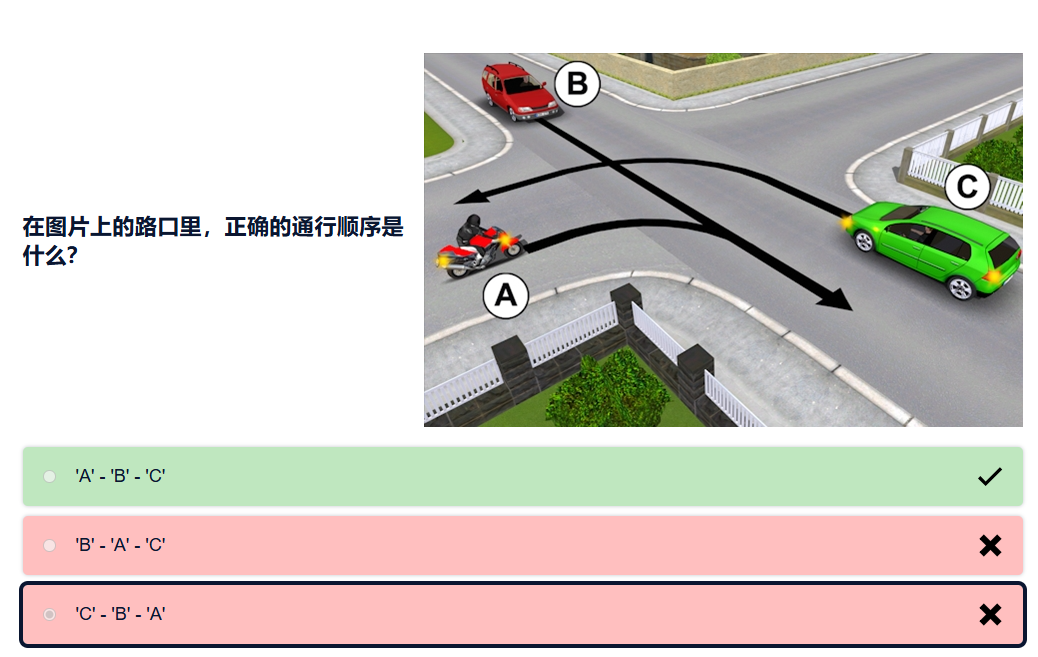 在图片上的路口里，正确的通行顺序是
什么?
B
C
A
'A' - 'B' - 'C'
'B' - 'A' - 'C'
'C' - 'B' - 'A'